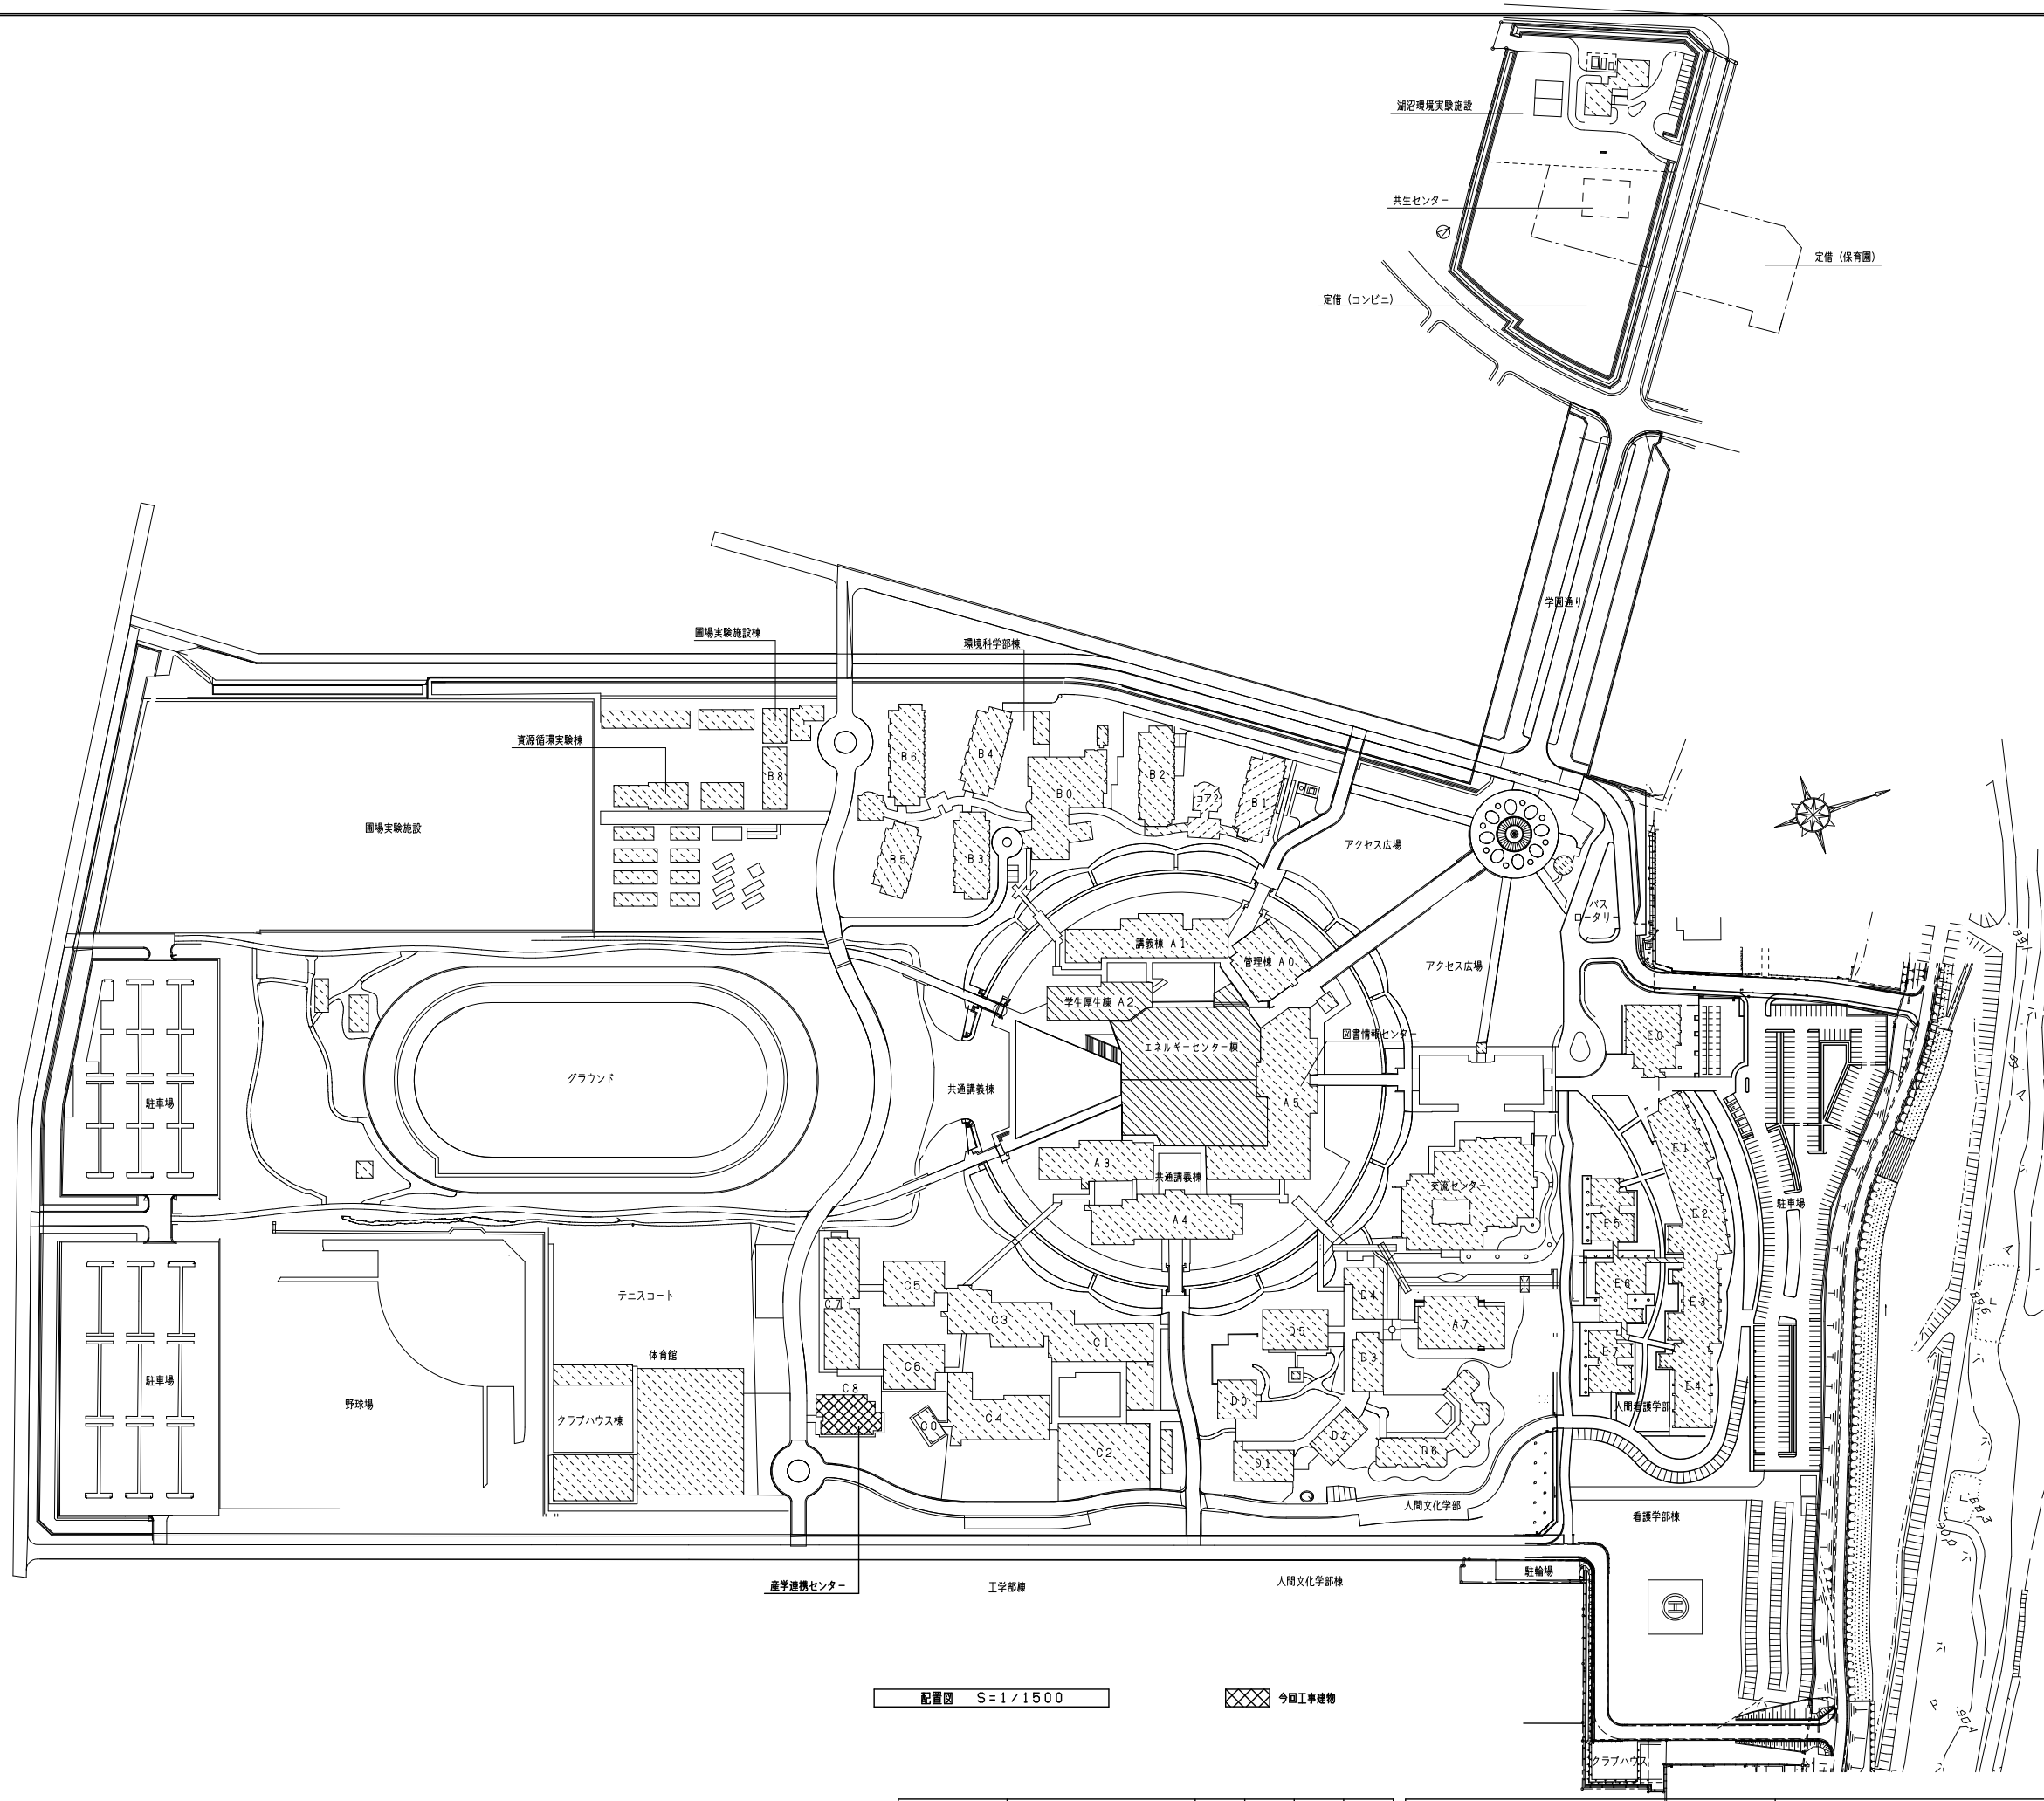 湖沼環境実験施設
共生センター
定借（保育園）
定借（コンビニ）
学園通り
圃場実験施設棟
環境科学部棟
資源循環実験棟
B8
B6
B4
B0
B2
コア2
B1
圃場実験施設
B5
B3
アクセス広場
バス
ロータリー
講義棟 A1
管理棟 A0
アクセス広場
学生厚生棟 A2
図書情報センター
エネルギーセンター棟
E0
グラウンド
共通講義棟
A5
駐車場
E1
A3
共通講義棟
交流センター
駐車場
A4
E2
E5
C5
E6
テニスコート
C7
D4
E3
C3
C1
D5
A7
体育館
C6
D3
E7
駐車場
C8
E4
野球場
クラブハウス棟
C0
C4
D0
人間看護学部
C2
D2
D1
D6
人間文化学部
看護学部棟
産学連携センター
工学部棟
人間文化学部棟
駐輪場
H
配置図 S=1/1500
今回工事建物
クラブハウス
896
883
900
904